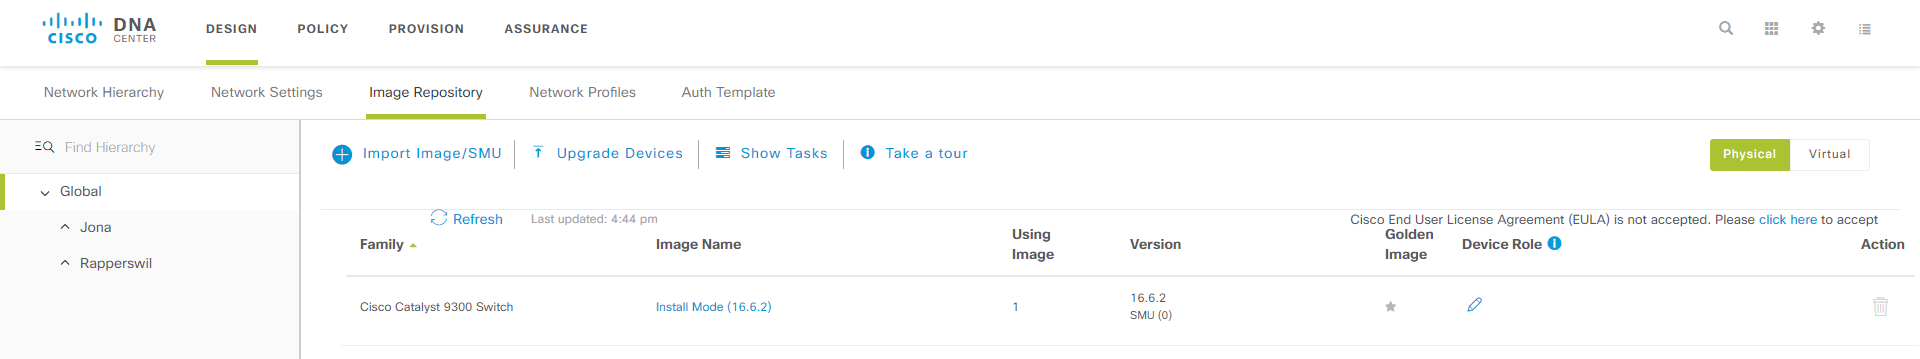 CISCO DNA CENTER
DESIGN POLICY PROVISION ASSURANCE
Network Hierarchy Network Settings Image Repository Network Profiles Auth Template
Find Hierarchy
Global
Jona
Rapperswil
Import Image/SMU Upgrade Devices Show Tasks Take a tour Physical Virtual
Refresh Last updated: 4:44 pm Cisco End User License Agreement (EULA) is not accepted. Please click here to accept
Family Image Name Using Image Version Golden Image Device Role Action
Cisco Catalyst 9300 Switch Install Mode (16.6.2) 1 16.6.2 SMU (0)